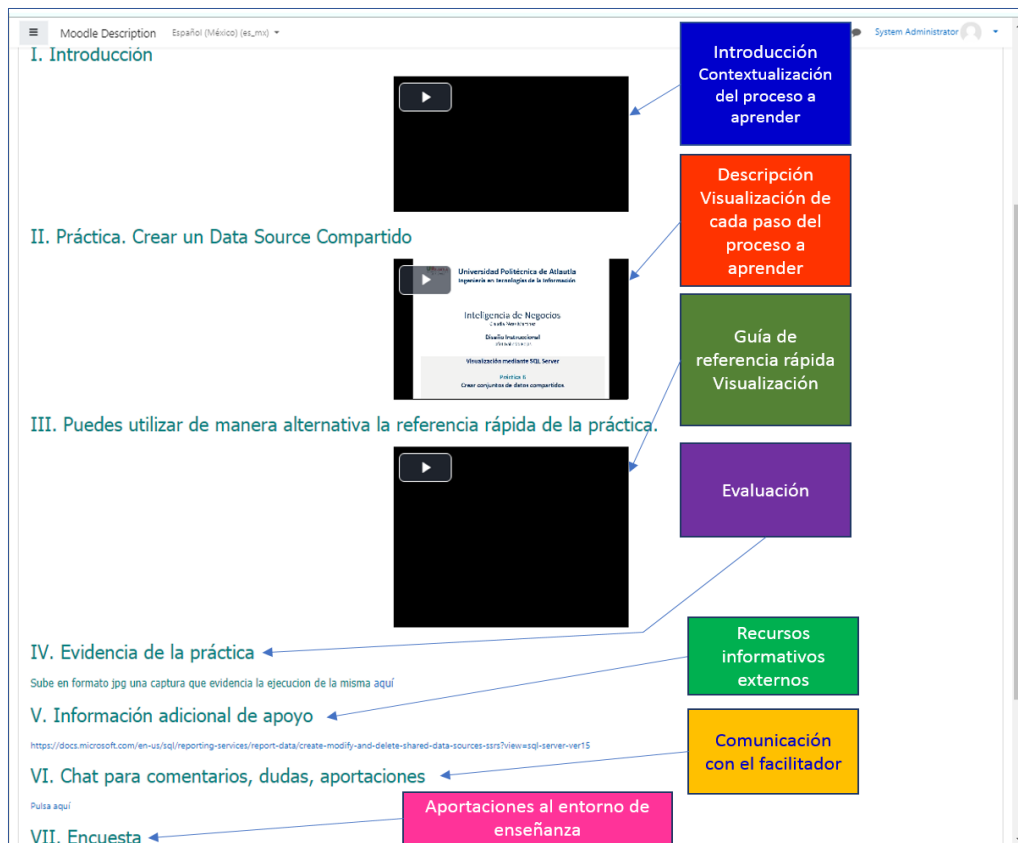 Moodle Description Español (México) (es_mx)
System Administrator
I. Introducción
Introducción
Contextualización
del proceso a
aprender
Descripción
Visualización de
cada paso del
proceso a
aprender
II. Práctica. Crear un Data Source Compartido
Universidad Politécnica de Atlautla
Ingeniería en tecnologías de la Información
Inteligencia de Negocios
Diseño Instruccional
Visualización mediante SQL Server
Práctica 6
Crear conjuntos de datos compartidos
Guía de
referencia rápida
Visualización
III. Puedes utilizar de manera alternativa la referencia rápida de la práctica.
Evaluación
IV. Evidencia de la práctica
Sube en formato jpg una captura que evidencia la ejecucion de la misma aquí
Recursos
informativos
externos
V. Información adicional de apoyo
https://docs.microsoft.com/en-us/sql/reporting-services/report-data/create-modify-and-delete-shared-data-sources-ssrs?view=sql-server-ver15
Comunicación
con el facilitador
VI. Chat para comentarios, dudas, aportaciones
Pulsa aquí
Aportaciones al entorno de
enseñanza
VII. Encuesta